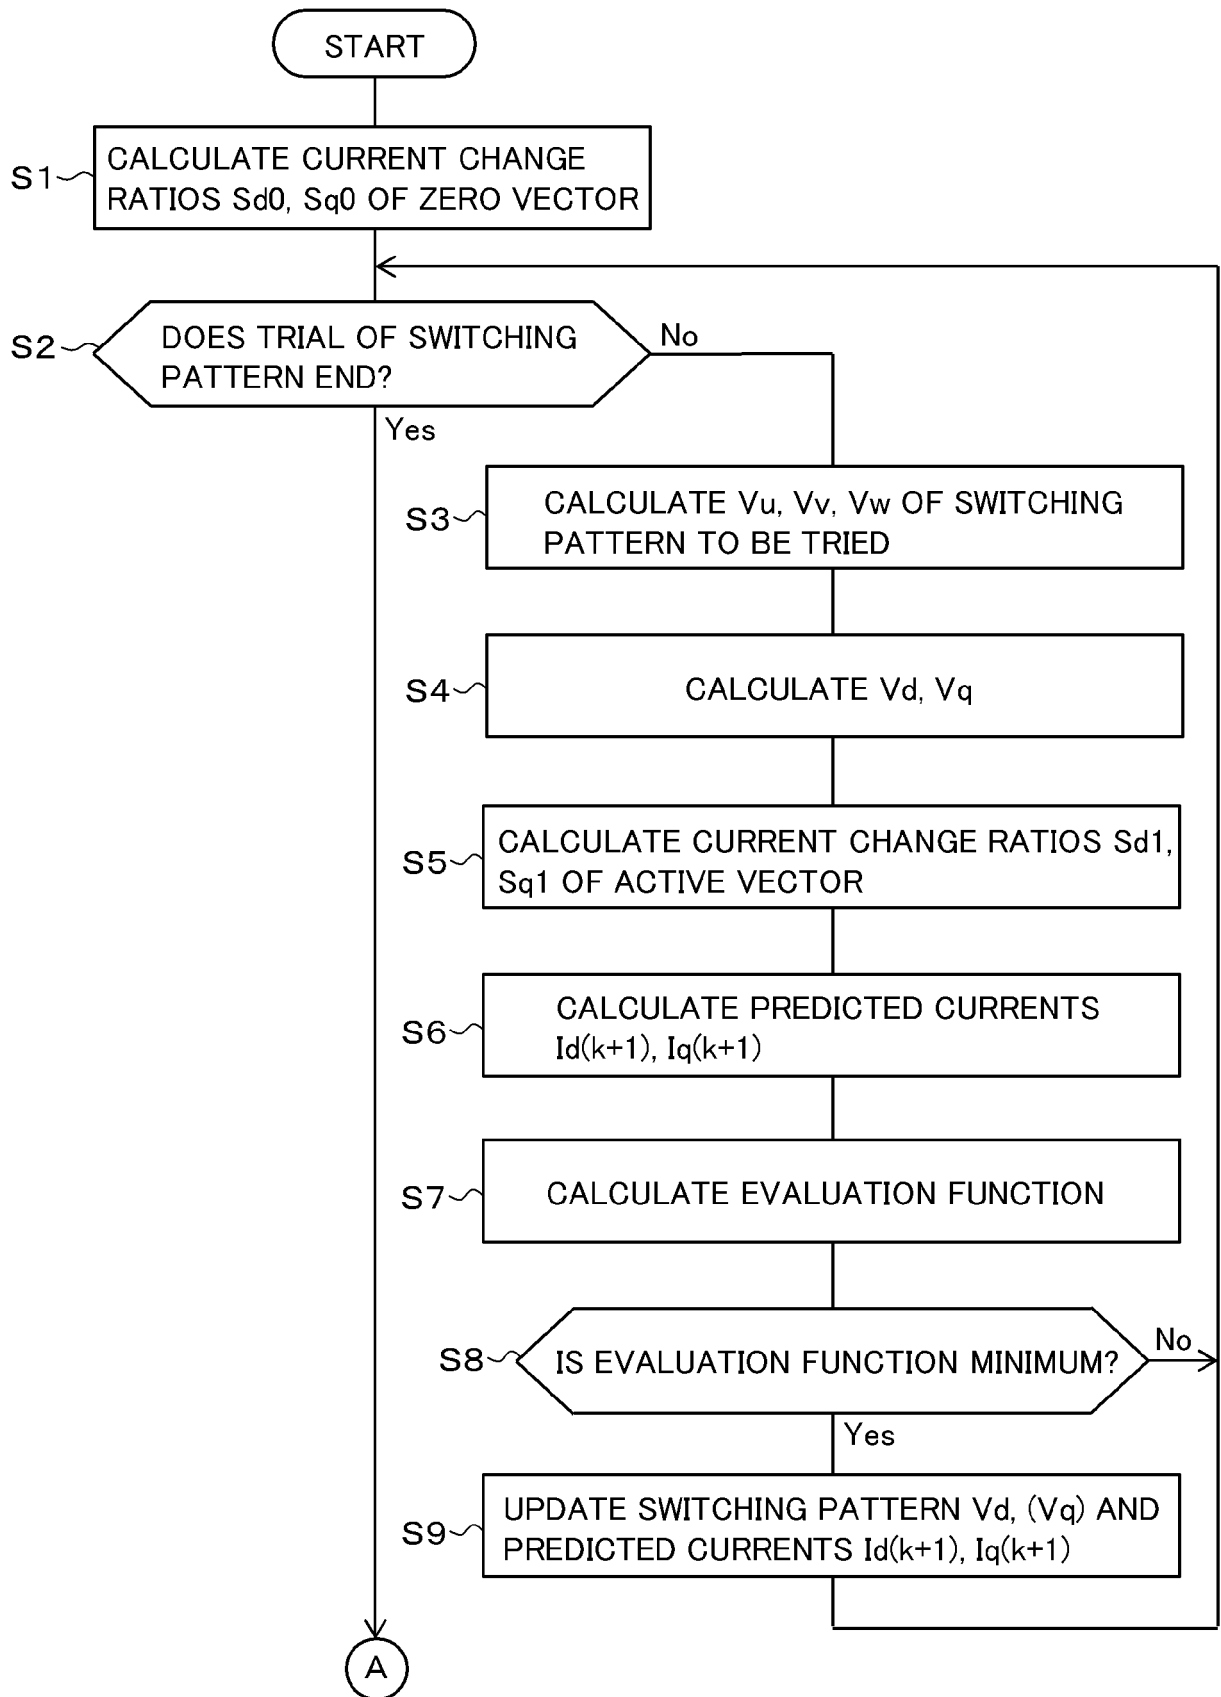 START
S1
CALCULATE CURRENT CHANGE
RATIOS Sd0, Sq0 OF ZERO VECTOR
S2
DOES TRIAL OF SWITCHING
PATTERN END?
No
Yes
S3
CALCULATE Vu, Vv, Vw OF SWITCHING
PATTERN TO BE TRIED
S4
CALCULATE Vd, Vq
S5
CALCULATE CURRENT CHANGE RATIOS Sd1,
Sq1 OF ACTIVE VECTOR
S6
CALCULATE PREDICTED CURRENTS
Id(k+1), Iq(k+1)
S7
CALCULATE EVALUATION FUNCTION
S8
IS EVALUATION FUNCTION MINIMUM?
No
Yes
S9
UPDATE SWITCHING PATTERN Vd, (Vq) AND
PREDICTED CURRENTS Id(k+1), Iq(k+1)
A